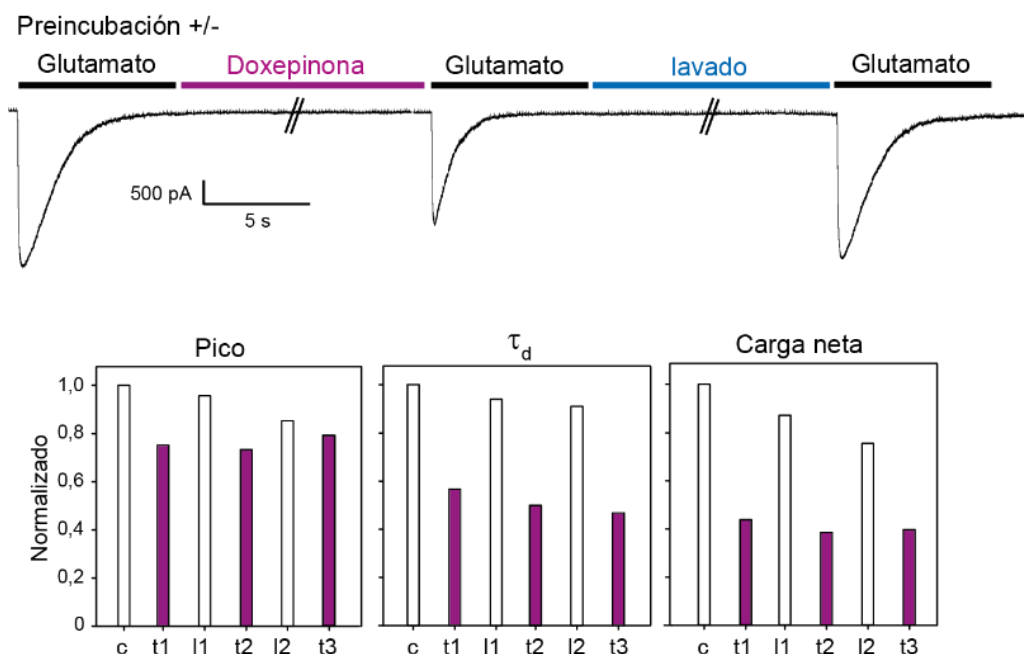 Preincubación +/-
Glutamato Doxepinona Glutamato lavado Glutamato
500 pA
5 s
Pico τd Carga neta
Normalizado
1,0
0,8
0,6
0,4
0,2
0
c t1 l1 t2 l2 t3 c t1 l1 t2 l2 t3 c t1 l1 t2 l2 t3